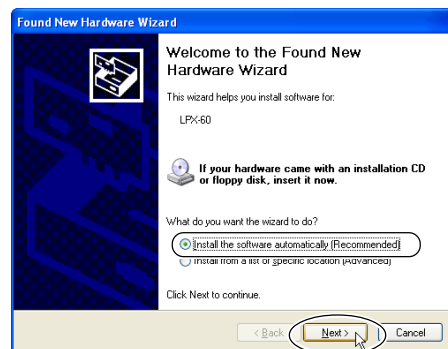 Found New Hardware Wizard
Welcome to the Found New
Hardware Wizard
This wizard helps you install software for:
LPX-60
If your hardware came with an installation CD
or floppy disk, insert it now.
What do you want the wizard to do?
Install the software automatically (Recommended)
Install from a list or specific location (Advanced)
Click Next to continue.
< Back
Next >
Cancel